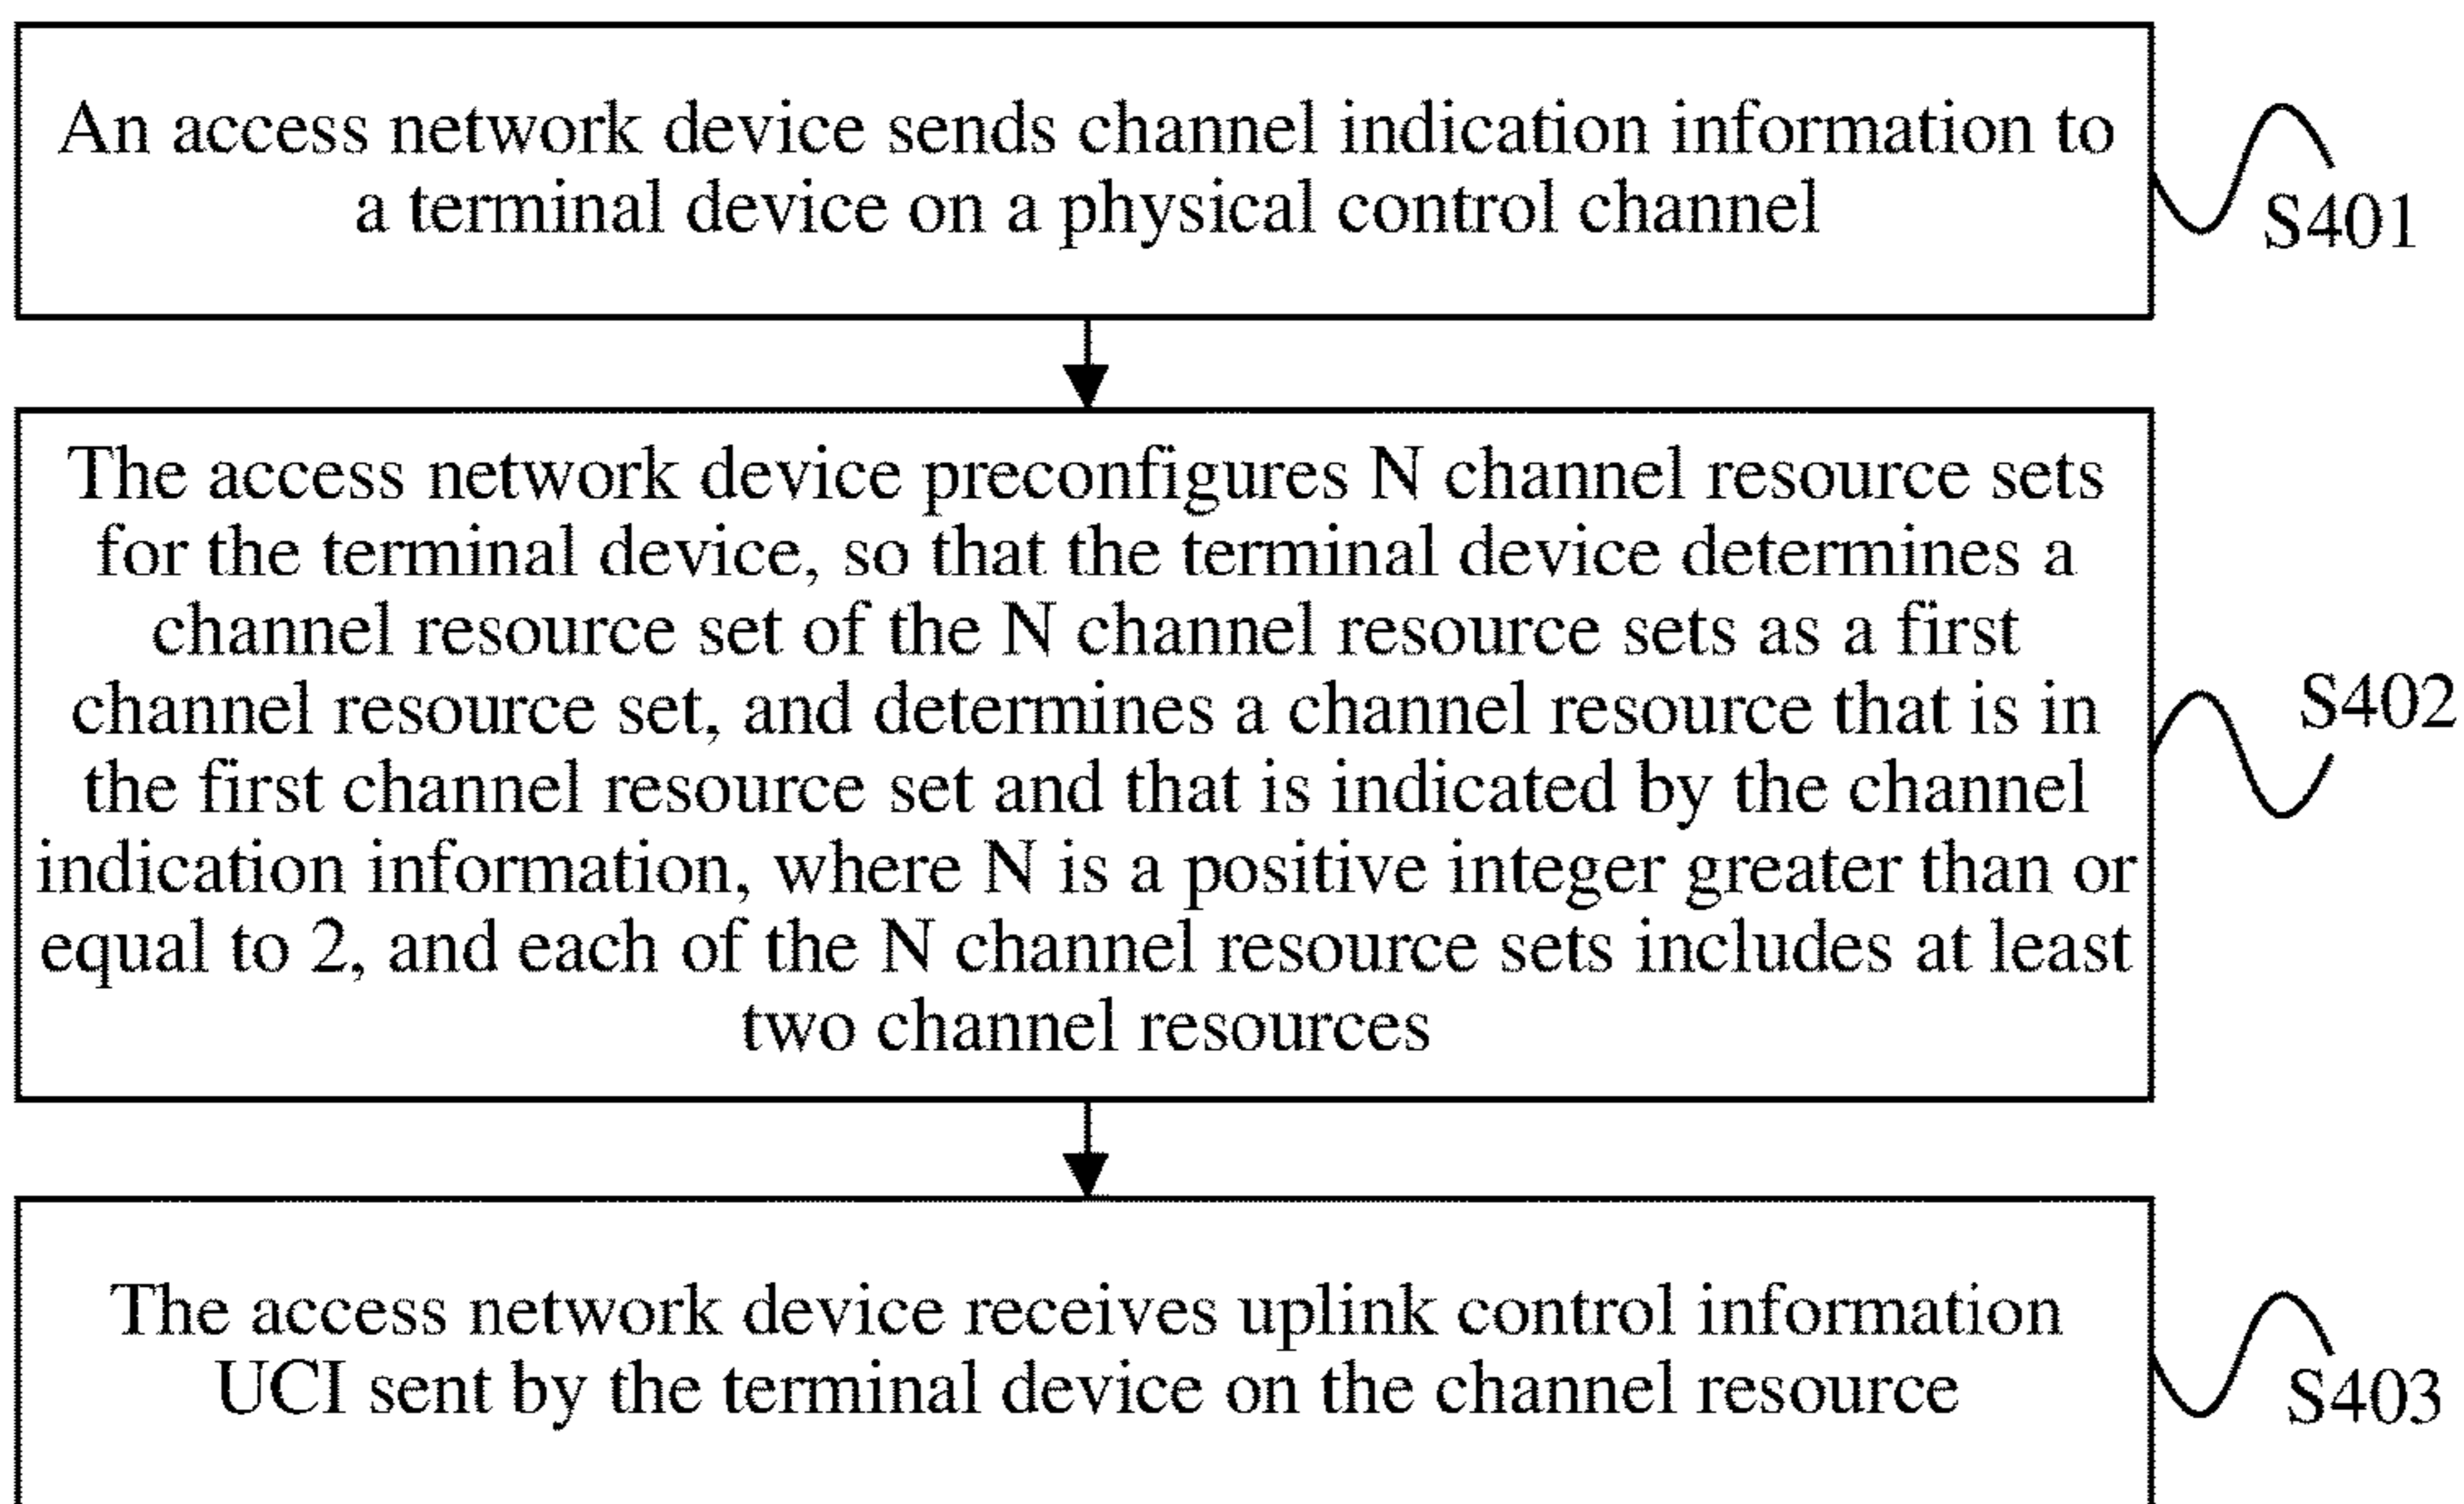 An access network device sends channel indication information to
a terminal device on a physical control channel
S401
The access network device preconfigures N channel resource sets
for the terminal device, so that the terminal device determines a
channel resource set of the N channel resource sets as a first
channel resource set, and determines a channel resource that is in
the first channel resource set and that is indicated by the channel
indication information, where N is a positive integer greater than or
equal to 2, and each of the N channel resource sets includes at least
two channel resources
S402
The access network device receives uplink control information
UCI sent by the terminal device on the channel resource
S403